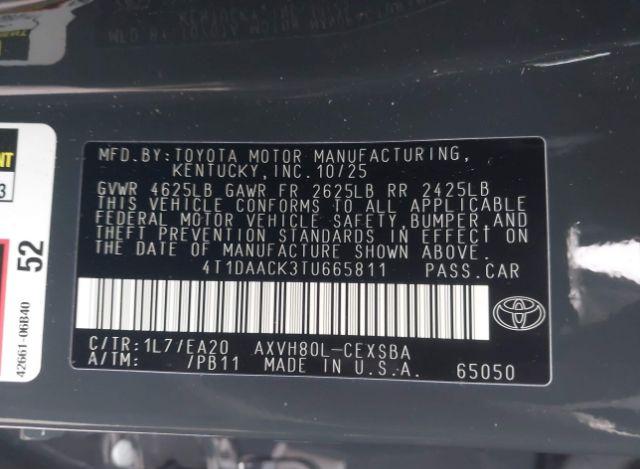 MFD.BY:TOYOTA MOTOR MANUFACTURING,
KENTUCKY,INC.10/25
GVWR 4625LB GAWR FR 2625LB RR 2425LB
THIS VEHICLE CONFORMS TO ALL APPLICABLE
FEDERAL MOTOR VEHICLE SAFETY,BUMPER,AND
THEFT PREVENTION STANDARDS IN EFFECT ON
THE DATE OF MANUFACTURE SHOWN ABOVE.
4T1DAACK3TU665811 PASS.CAR
C/TR:1L7/EA20 AXVH80L-CEXSBA
A/TM: /PB11 MADE IN U.S.A. 65050
52
42661-06B40